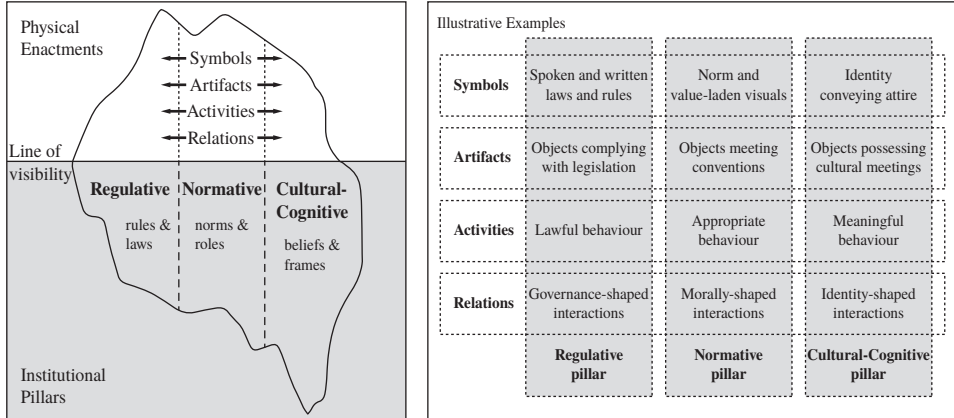 Physical
Enactments
Symbols
Artifacts
Activities
Relations
Line of
visibility
Regulative
Normative
Cultural-
Cognitive
rules &
laws
norms &
roles
beliefs &
frames
Institutional
Pillars
Illustrative Examples
Symbols
Spoken and written
laws and rules
Norm and
value-laden visuals
Identity
conveying attire
Artifacts
Objects complying
with legislation
Objects meeting
conventions
Objects possessing
cultural meetings
Activities
Lawful behaviour
Appropriate
behaviour
Meaningful
behaviour
Relations
Governance-shaped
interactions
Morally-shaped
interactions
Identity-shaped
interactions
Regulative
pillar
Normative
pillar
Cultural-Cognitive
pillar